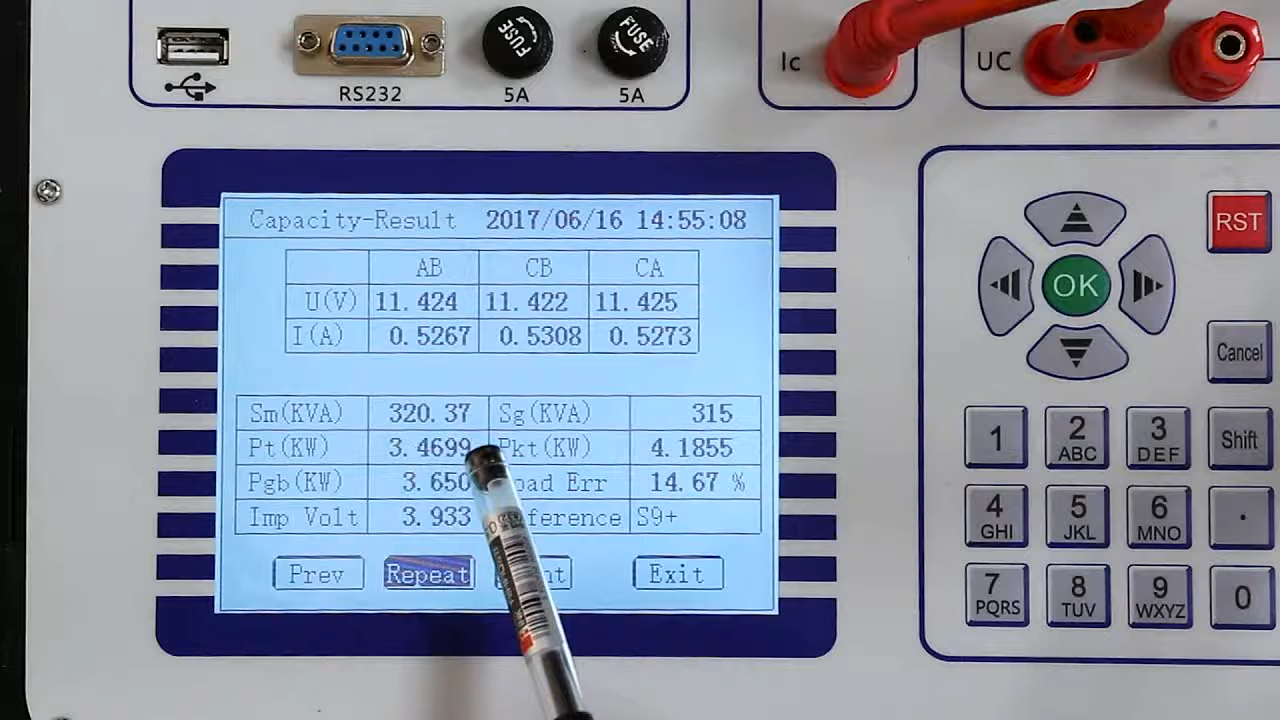 FUSE FUSE
RS232 5A 5A
Ic UC
Capacity-Result 2017/06/16 14:55:08
AB CB CA
U(V) 11.424 11.422 11.425
I(A) 0.5267 0.5308 0.5273
Sm(KVA) 320.37 Sg(KVA) 315
Pt(KW) 3.4699 Pkt(KW) 4.1855
Pgb(KW) 3.650 Err 14.67 %
Imp Volt 3.933 S9+
Prev Repeat Exit
RST
OK
Cancel
1 2 ABC 3 DEF Shift
4 GHI 5 JKL 6 MNO .
7 PQRS 8 TUV 9 WXYZ 0